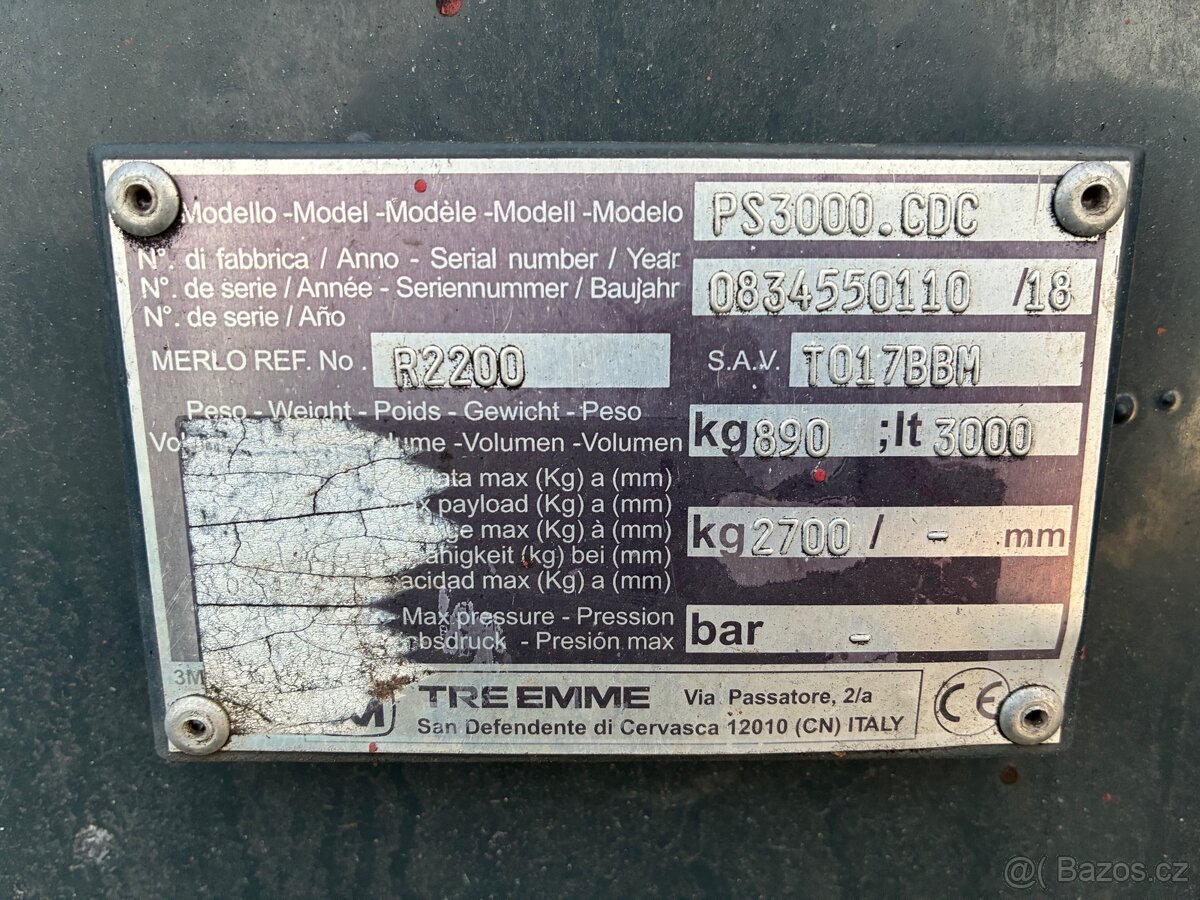 Modello -Model -Modèle -Modell -Modelo PS3000.CDC
N°. di fabbrica / Anno - Serial number / Year
N°. de serie / Année - Seriennummer / Baujahr 0834550110 /18
N°. de serie / Año
MERLO REF. No . R2200 S.A.V. T017BBM
Peso - Weight - Poids - Gewicht - Peso
-Volumen -Volumen kg 890 ;lt 3000
max (Kg) a (mm)
payload (Kg) a (mm)
max (Kg) à (mm) kg 2700 / - mm
(kg) bei (mm)
max (Kg) a (mm)
- Max pressure - Pression
- Presión max bar -
3M
TRE EMME Via Passatore, 2/a CE
San Defendente di Cervasca 12010 (CN) ITALY
@ Bazos.cz